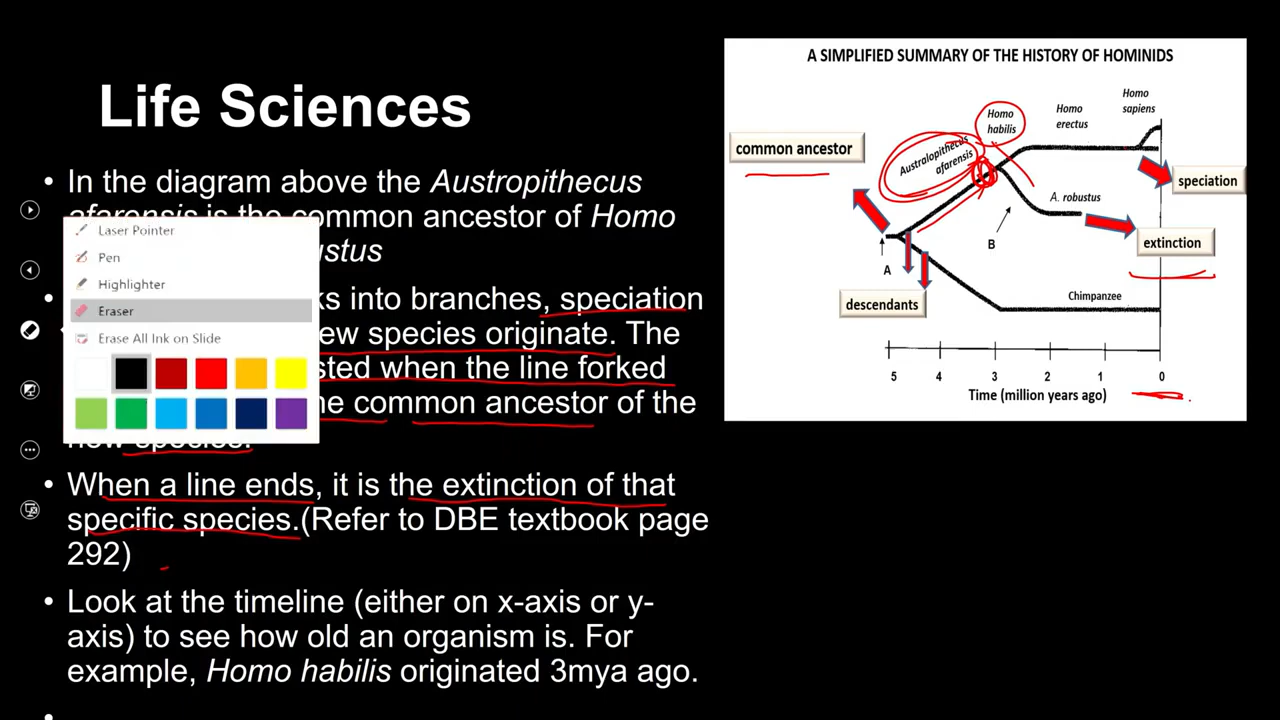 Life Sciences
• In the diagram above the Austropithecus
afarensis is the common ancestor of Homo
ustus
ks into branches, speciation
ew species originate. The
sted when the line forked
he common ancestor of the
new species.
• When a line ends, it is the extinction of that
specific species.(Refer to DBE textbook page
292)
• Look at the timeline (either on x-axis or y-
axis) to see how old an organism is. For
example, Homo habilis originated 3mya ago.
•
Laser Pointer
Pen
Highlighter
Eraser
Erase All Ink on Slide
A SIMPLIFIED SUMMARY OF THE HISTORY OF HOMINIDS
Homo
sapiens
Homo
erectus
Homo
habilis
common ancestor
Australopithecus
afarensis
speciation
A. robustus
extinction
B
A
descendants
Chimpanzee
5 4 3 2 1 0
Time (million years ago)